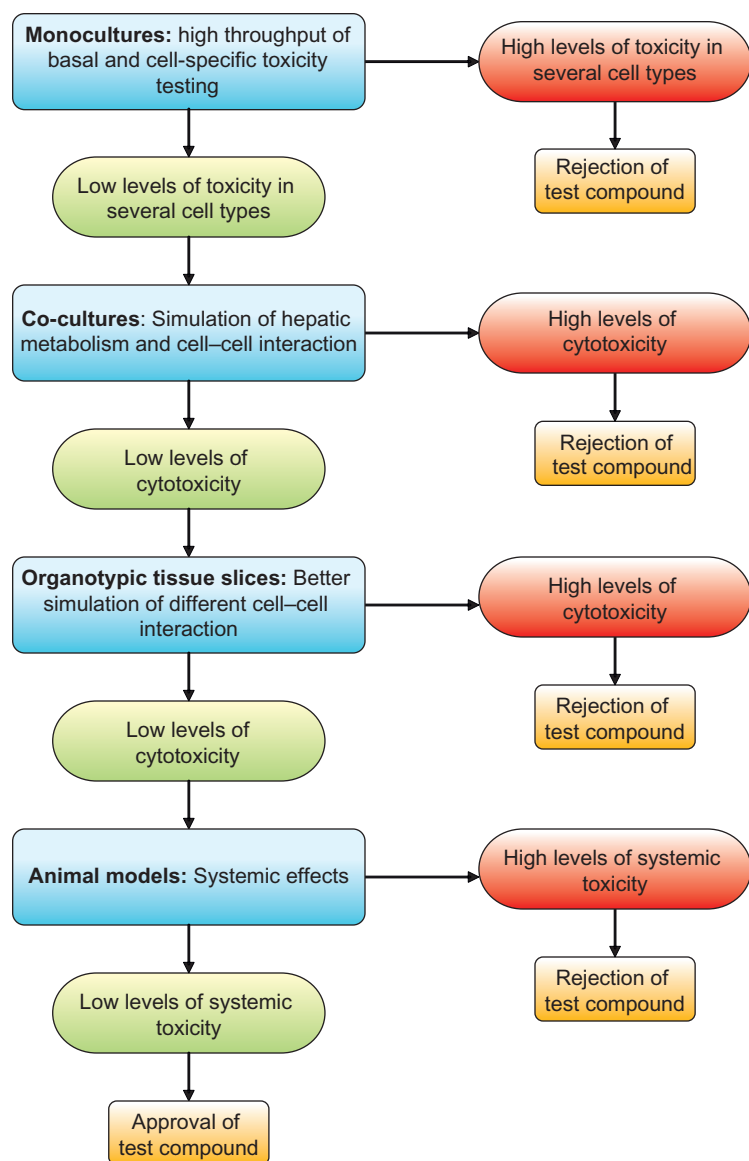 Monocultures: high throughput of
basal and cell-specific toxicity
testing
High levels of toxicity in
several cell types
Rejection of
test compound
Low levels of toxicity in
several cell types
Co-cultures: Simulation of hepatic
metabolism and cell–cell interaction
High levels of
cytotoxicity
Rejection of
test compound
Low levels of
cytotoxicity
Organotypic tissue slices: Better
simulation of different cell–cell
interaction
High levels of
cytotoxicity
Rejection of
test compound
Low levels of
cytotoxicity
Animal models: Systemic effects
High levels of systemic
toxicity
Rejection of
test compound
Low levels of systemic
toxicity
Approval of
test compound